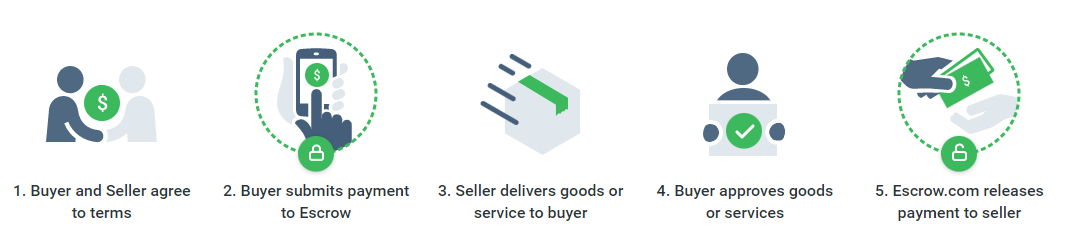 $
$
$
1. Buyer and Seller agree
to terms
2. Buyer submits payment
to Escrow
3. Seller delivers goods or
service to buyer
4. Buyer approves goods
or services
5. Escrow.com releases
payment to seller